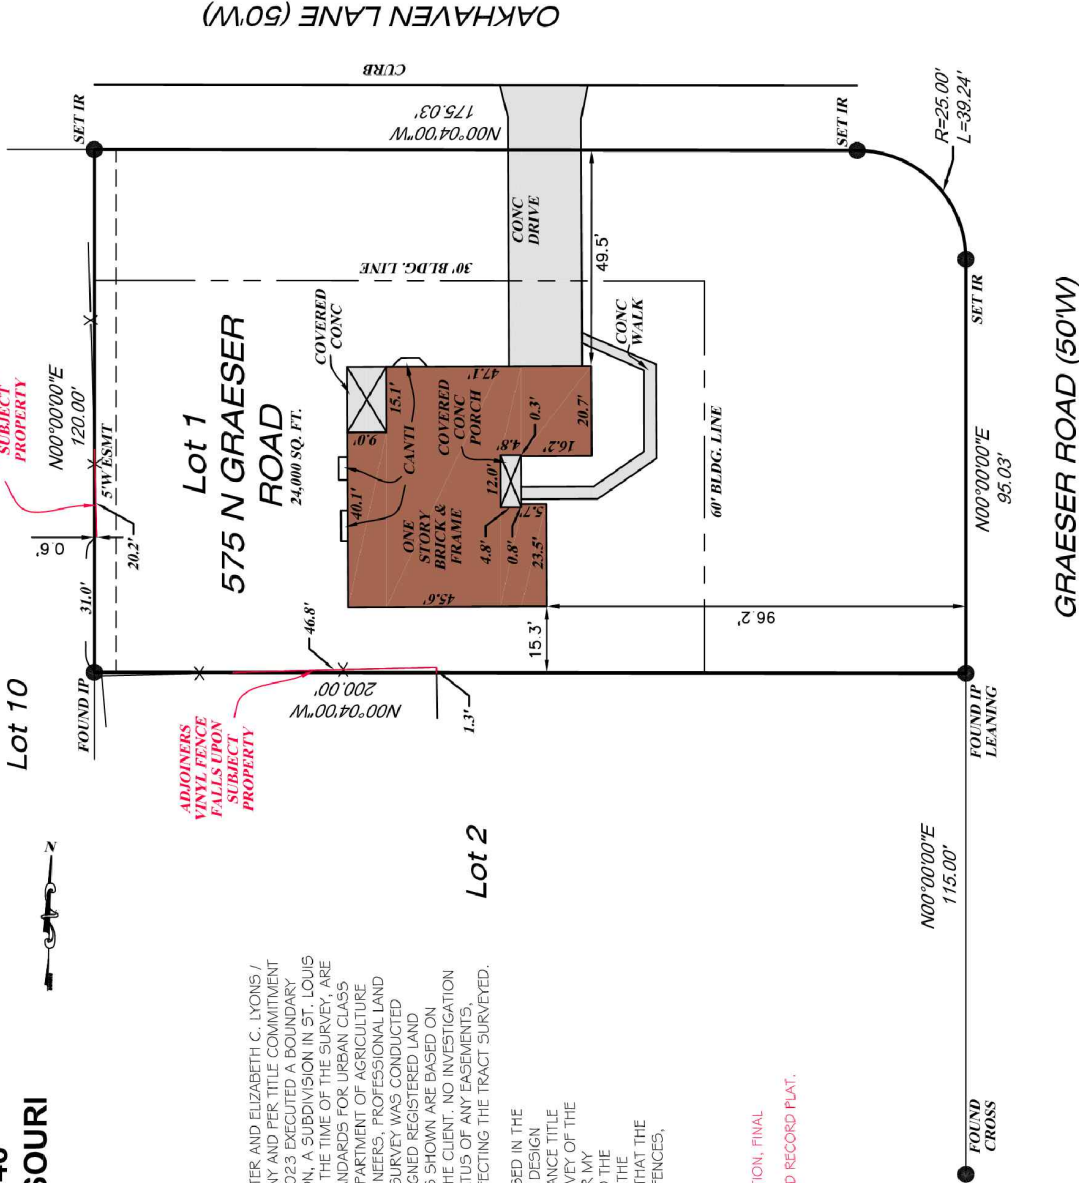 OAKHAVEN LANE (50'W)
CURB
N00°04'00"W
175.03'
SET IR
SET IR
R=25.00'
L=39.24'
SET IR
GRAESER ROAD (50'W)
N00°00'00"E
95.03'
N00°00'00"E
120.00'
SUBJECT
PROPERTY
5'W ESMT
0.6'
20.2'
31.0'
Lot 10
FOUND IP
Lot 1
575 N GRAESER
ROAD
24,000 SQ. FT.
30' BLDG. LINE
60' BLDG. LINE
COVERED
CONC
CONC
DRIVE
49.5'
CONC
WALK
CANTI
COVERED
CONC
PORCH
ONE
STORY
BRICK &
FRAME
47.1'
15.1'
9.0'
40.1'
45.6'
20.7'
16.2'
0.3'
4.8'
12.0'
4.8'
0.8'
5.7'
23.5'
15.3'
96.2'
46.8'
N00°04'00"W
200.00'
1.3'
ADJOINERS
VINYL FENCE
FALLS UPON
SUBJECT
PROPERTY
FOUND IP
LEANING
Lot 2
N
N00°00'00"E
115.00'
FOUND
CROSS
SOURI
TER AND ELIZABETH C. LYONS /
NY AND PER TITLE COMMITMENT
023 EXECUTED A BOUNDARY
ON, A SUBDIVISION IN ST. LOUIS
THE TIME OF THE SURVEY, ARE
NDARDS FOR URBAN CLASS
PARTMENT OF AGRICULTURE
NEERS, PROFESSIONAL LAND
SURVEY WAS CONDUCTED
GNED REGISTERED LAND
S SHOWN ARE BASED ON
HE CLIENT. NO INVESTIGATION
TUS OF ANY EASEMENTS,
FECTING THE TRACT SURVEYED.
SED IN THE
DESIGN
ANCE TITLE
VEY OF THE
R MY
THE
THE
THAT THE
FENCES,
TION, FINAL
D RECORD PLAT.